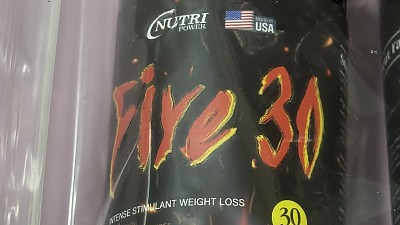 NUTRI
POWER
MADE IN
USA
Fire 30
INTENSE STIMULANT WEIGHT LOSS
30